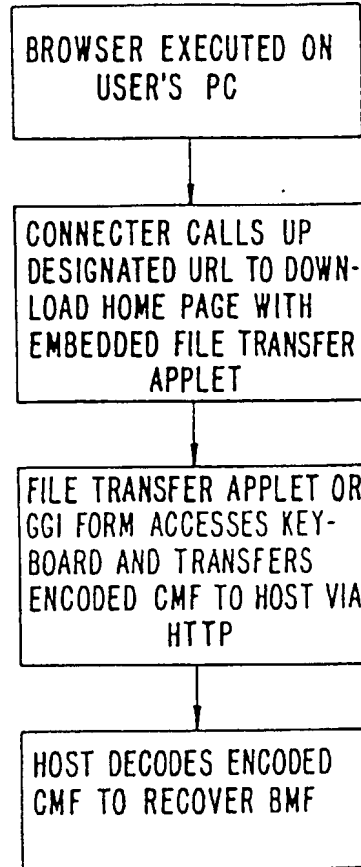 BROWSER EXECUTED ON
USER'S PC
CONNECTER CALLS UP
DESIGNATED URL TO DOWN-
LOAD HOME PAGE WITH
EMBEDDED FILE TRANSFER
APPLET
FILE TRANSFER APPLET OR
GGI FORM ACCESSES KEY-
BOARD AND TRANSFERS
ENCODED CMF TO HOST VIA
HTTP
HOST DECODES ENCODED
CMF TO RECOVER BMF